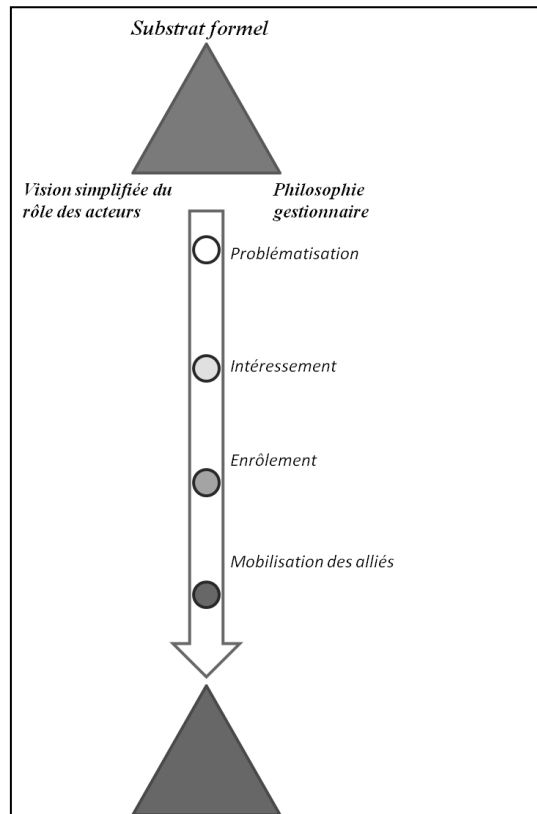 Substrat formel
Vision simplifiée du
rôle des acteurs
Philosophie
gestionnaire
Problématisation
Intéressement
Enrôlement
Mobilisation des alliés